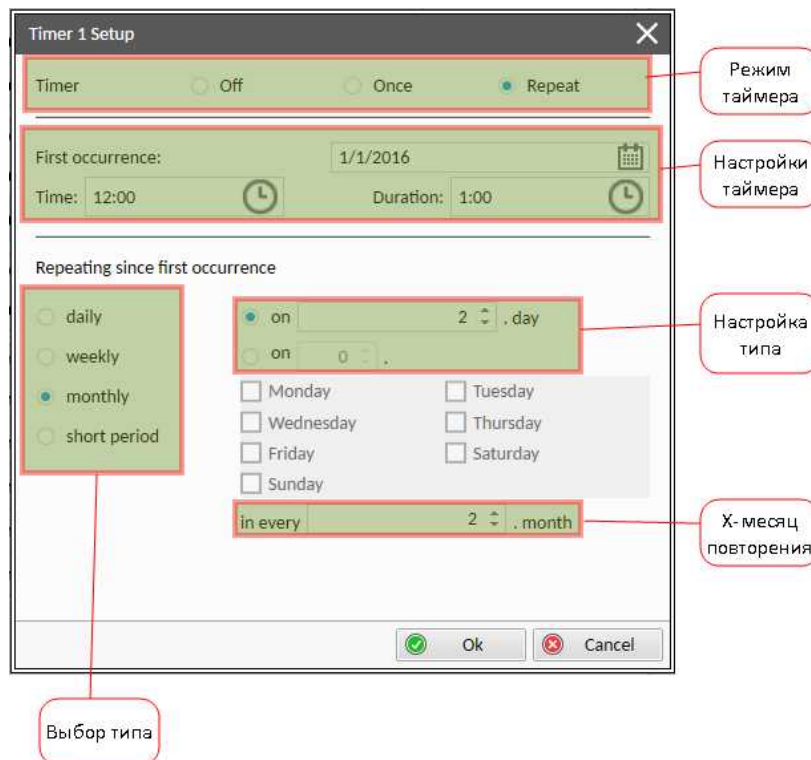 Timer 1 Setup
Timer Off Once Repeat
Режим
таймера
First occurrence: 1/1/2016
Time: 12:00 Duration: 1:00
Настройки
таймера
Repeating since first occurrence
daily
weekly
monthly
short period
on 2 . day
on 0 .
Настройка
типа
Monday Tuesday
Wednesday Thursday
Friday Saturday
Sunday
in every 2 . month
X-месяц
повторения
Ok Cancel
Выбор типа